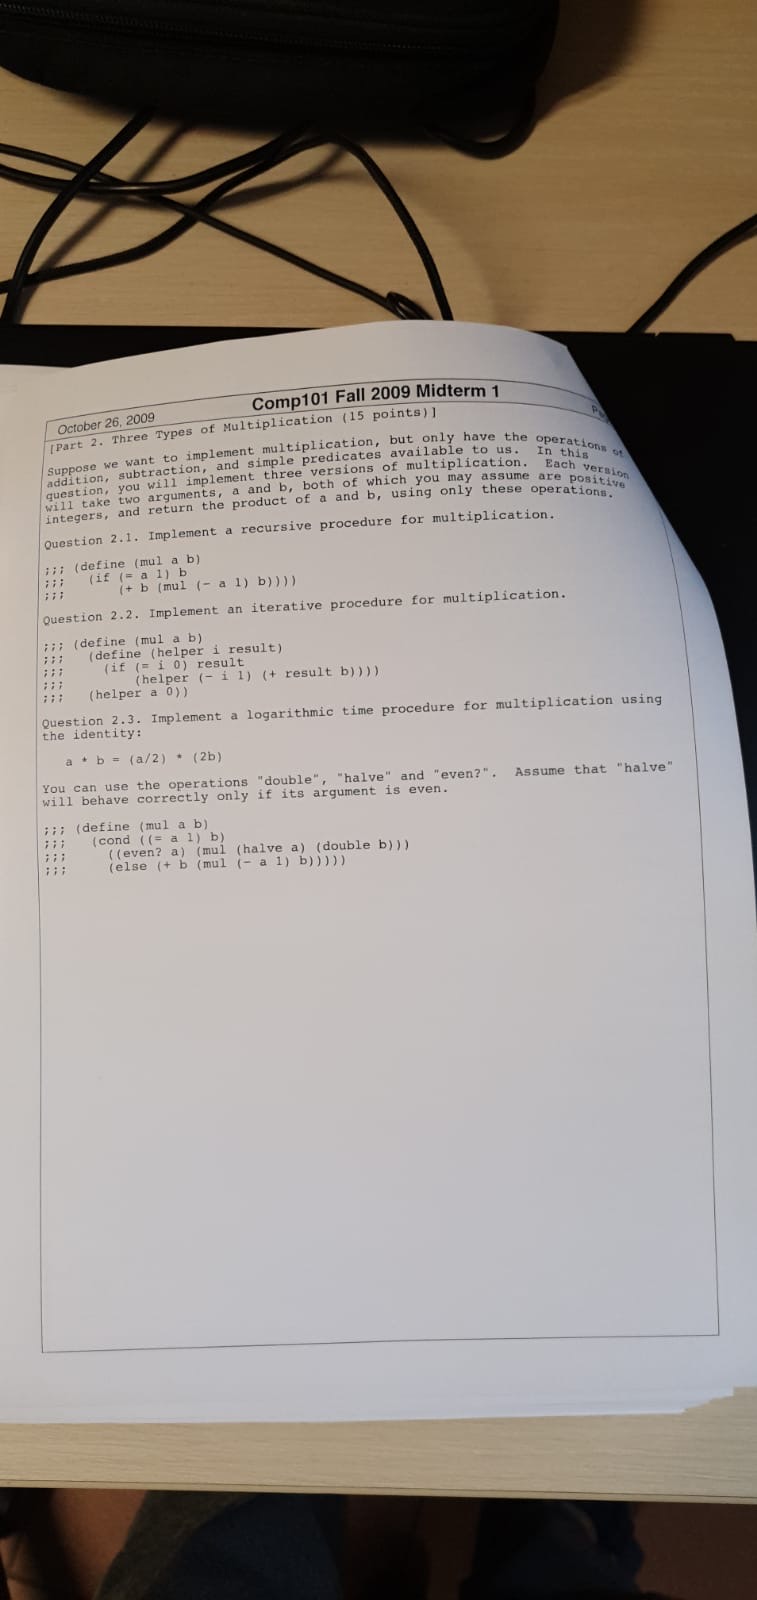 October 26, 2009 Comp101 Fall 2009 Midterm 1
[Part 2. Three Types of Multiplication (15 points)]
Suppose we want to implement multiplication, but only have the operations of
addition, subtraction, and simple predicates available to us. In this
question, you will implement three versions of multiplication. Each version
will take two arguments, a and b, both of which you may assume are positive
integers, and return the product of a and b, using only these operations.
Question 2.1. Implement a recursive procedure for multiplication.
;;; (define (mul a b)
;;; (if (= a 1) b
;;; (+ b (mul (- a 1) b))))
Question 2.2. Implement an iterative procedure for multiplication.
;;; (define (mul a b)
;;; (define (helper i result)
;;; (if (= i 0) result
;;; (helper (- i 1) (+ result b))))
;;; (helper a 0))
Question 2.3. Implement a logarithmic time procedure for multiplication using
the identity:
a * b = (a/2) * (2b)
You can use the operations "double", "halve" and "even?". Assume that "halve"
will behave correctly only if its argument is even.
;;; (define (mul a b)
;;; (cond ((= a 1) b)
;;; ((even? a) (mul (halve a) (double b)))
;;; (else (+ b (mul (- a 1) b)))))